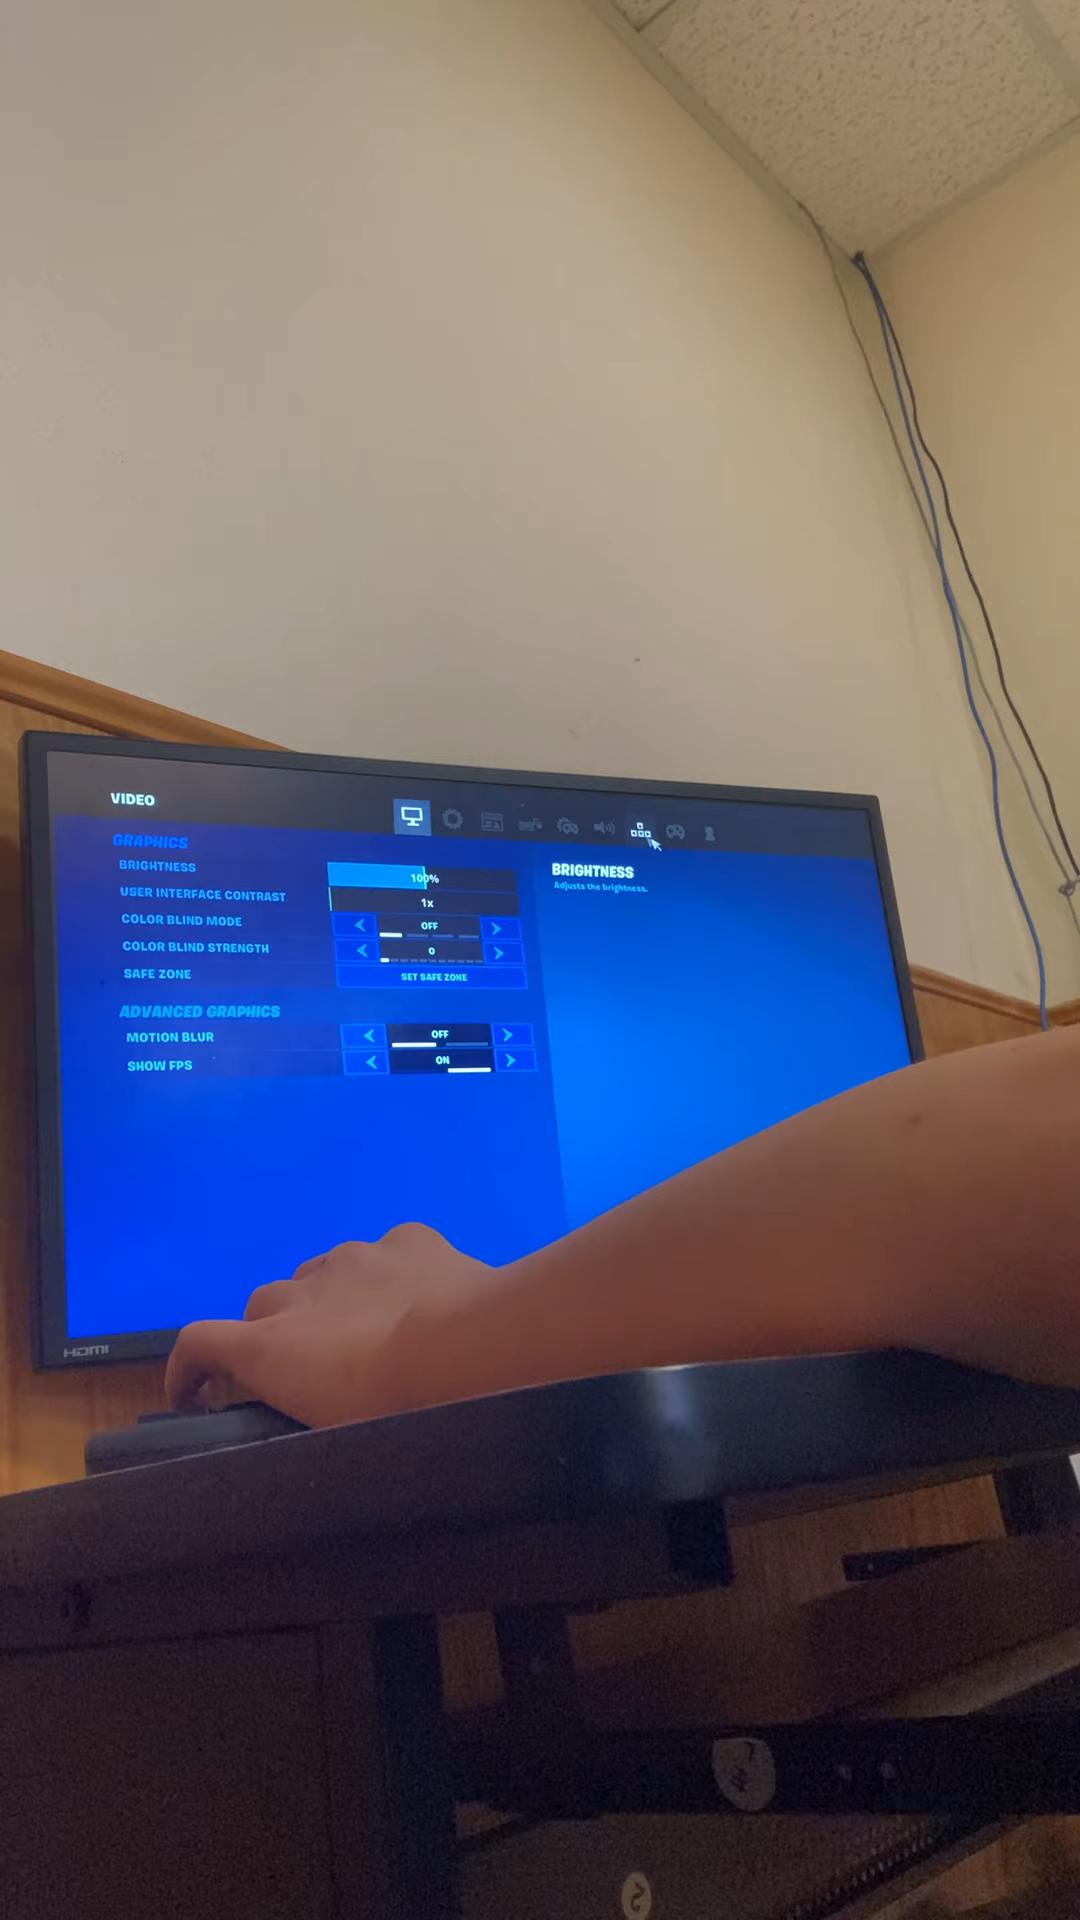 VIDEO
GRAPHICS
BRIGHTNESS
100%
USER INTERFACE CONTRAST
1x
COLOR BLIND MODE
OFF
COLOR BLIND STRENGTH
0
SAFE ZONE
SET SAFE ZONE
ADVANCED GRAPHICS
MOTION BLUR
OFF
SHOW FPS
ON
BRIGHTNESS
Adjusts the brightness.
HDMI